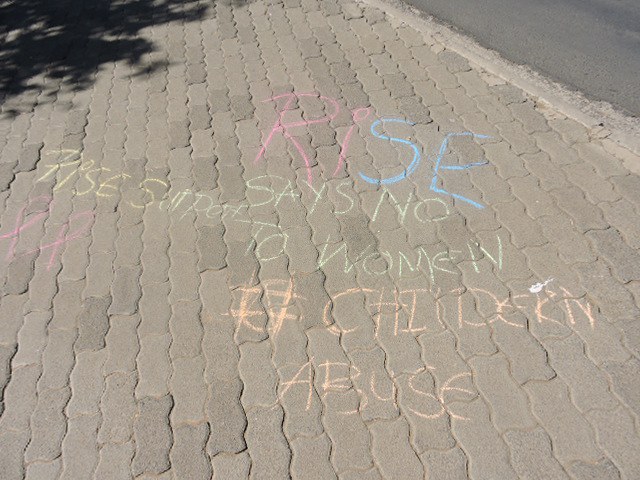 RISE
RISE SUPPORT
SAYS NO
TO WOMEN
# CHILDERN
ABUSE